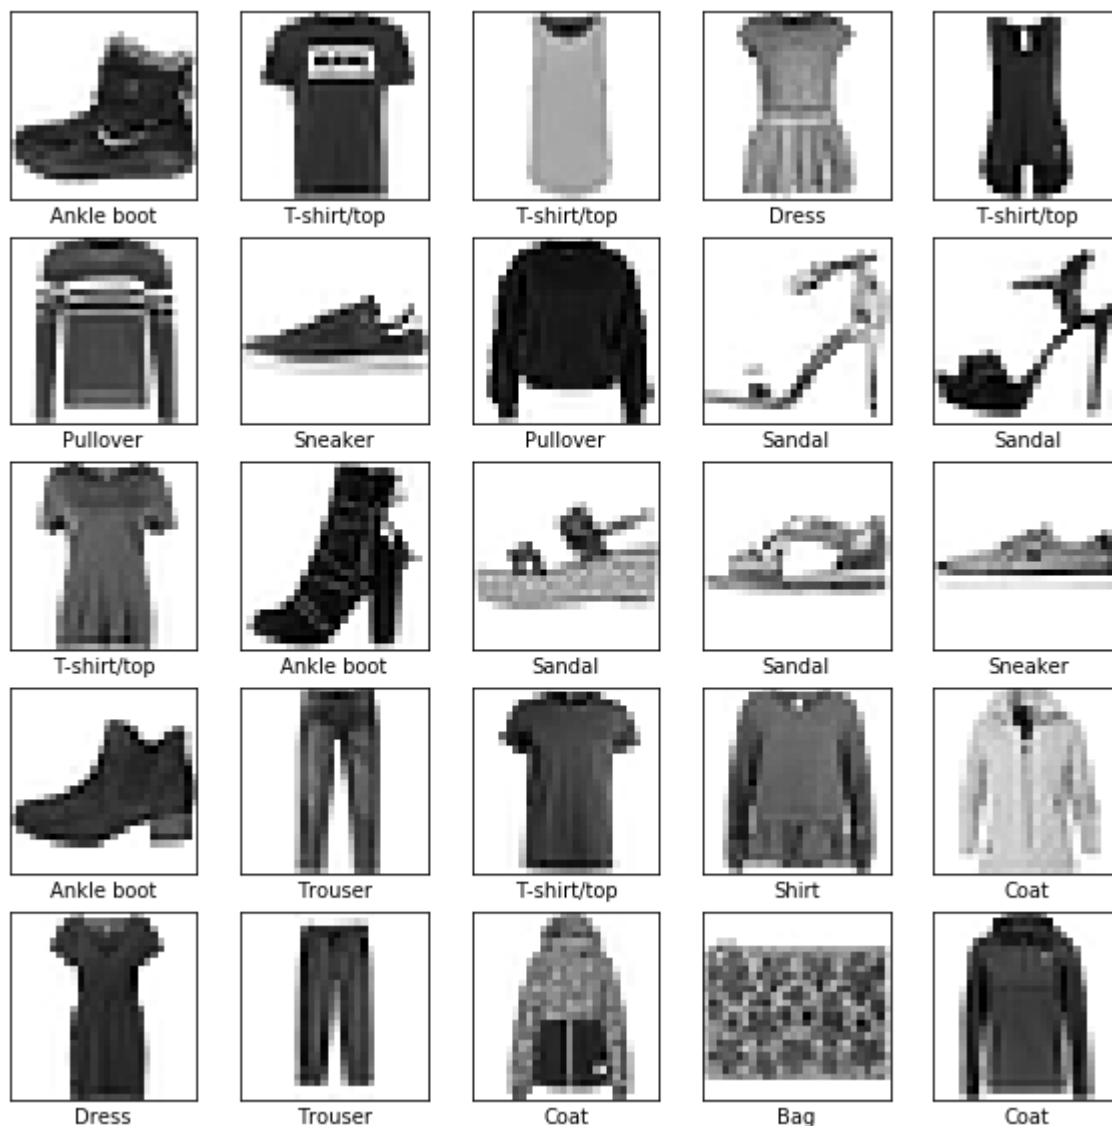 Ankle boot T-shirt/top T-shirt/top Dress T-shirt/top
Pullover Sneaker Pullover Sandal Sandal
T-shirt/top Ankle boot Sandal Sandal Sneaker
Ankle boot Trouser T-shirt/top Shirt Coat
Dress Trouser Coat Bag Coat